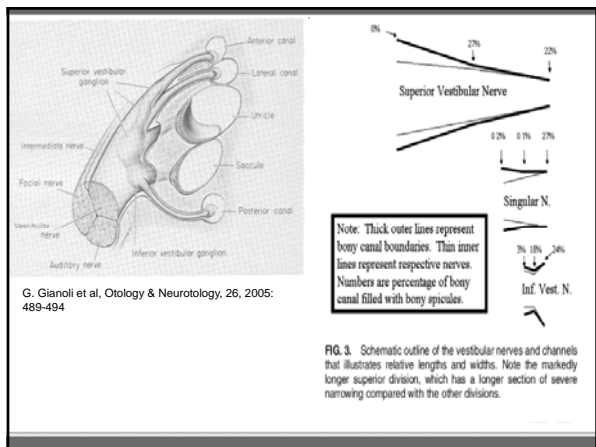 Anterior canal
Superior vestibular
ganglion
Lateral canal
Utricle
Intermediate nerve
Saccule
Facial nerve
Vestibular
nerve
Posterior canal
Inferior vestibular ganglion
Auditory nerve
G. Gianoli et al, Otology & Neurotology, 26, 2005:
489-494
0%
27%
22%
Superior Vestibular Nerve
0.2% 0.1% 27%
Singular N.
Note: Thick outer lines represent
bony canal boundaries. Thin inner
lines represent respective nerves.
Numbers are percentage of bony
canal filled with bony spicules.
3% 18% 24%
Inf. Vest. N.
FIG. 3. Schematic outline of the vestibular nerves and channels
that illustrates relative lengths and widths. Note the markedly
longer superior division, which has a longer section of severe
narrowing compared with the other divisions.